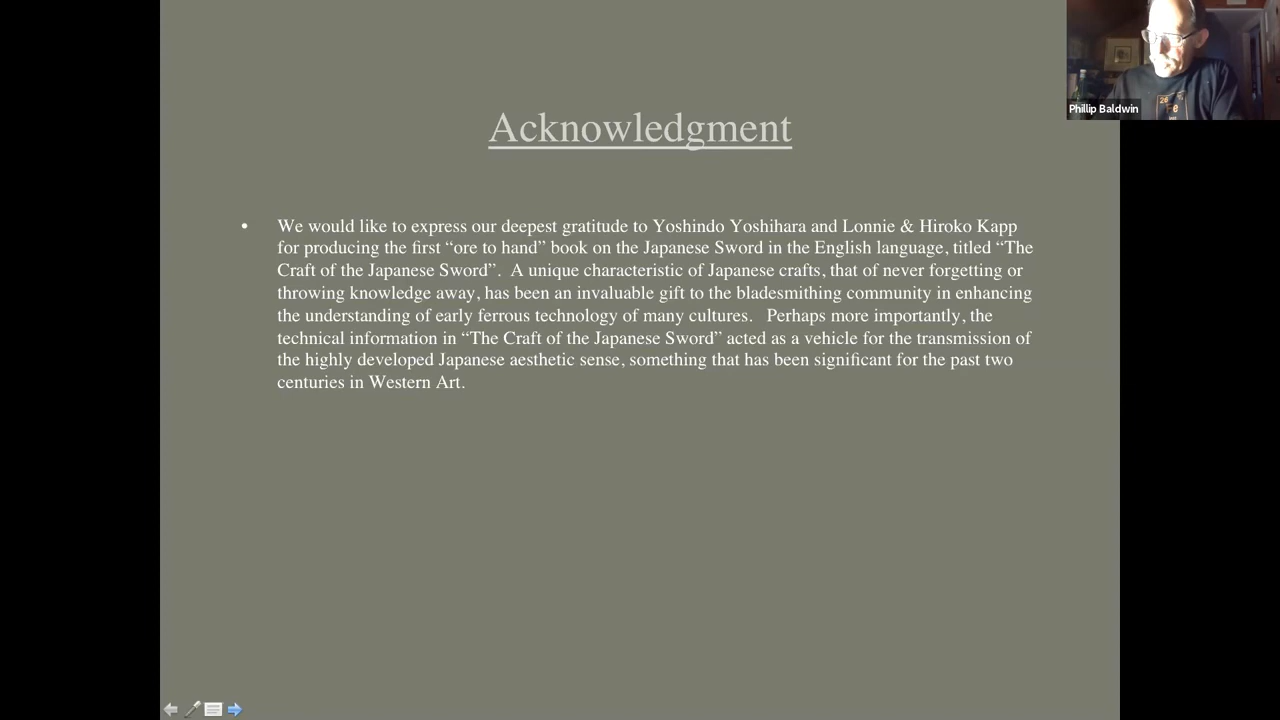 Acknowledgment
• We would like to express our deepest gratitude to Yoshindo Yoshihara and Lonnie & Hiroko Kapp
for producing the first “ore to hand” book on the Japanese Sword in the English language, titled “The
Craft of the Japanese Sword”.  A unique characteristic of Japanese crafts, that of never forgetting or
throwing knowledge away, has been an invaluable gift to the bladesmithing community in enhancing
the understanding of early ferrous technology of many cultures.   Perhaps more importantly, the
technical information in “The Craft of the Japanese Sword” acted as a vehicle for the transmission of
the highly developed Japanese aesthetic sense, something that has been significant for the past two
centuries in Western Art.
26
Phillip Baldwin